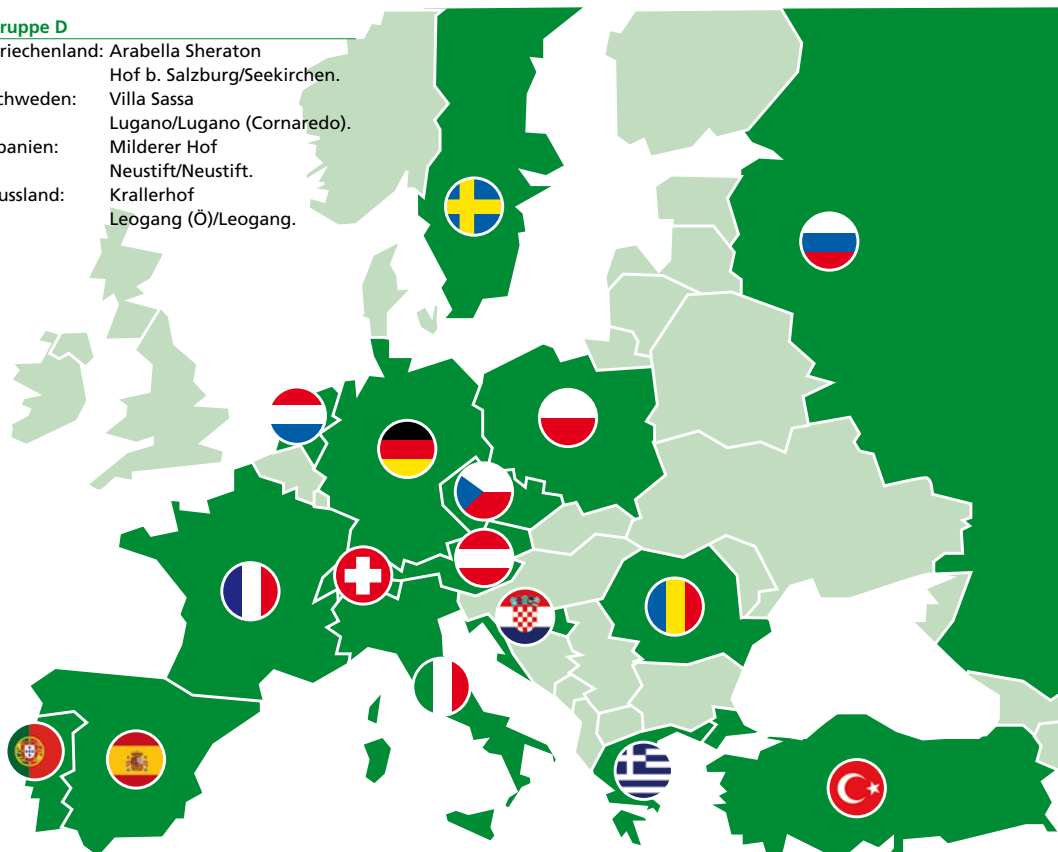 ruppe D
riechenland: Arabella Sheraton
Hof b. Salzburg/Seekirchen.
chweden: Villa Sassa
Lugano/Lugano (Cornaredo).
panien: Milderer Hof
Neustift/Neustift.
ussland: Krallerhof
Leogang (Ö)/Leogang.